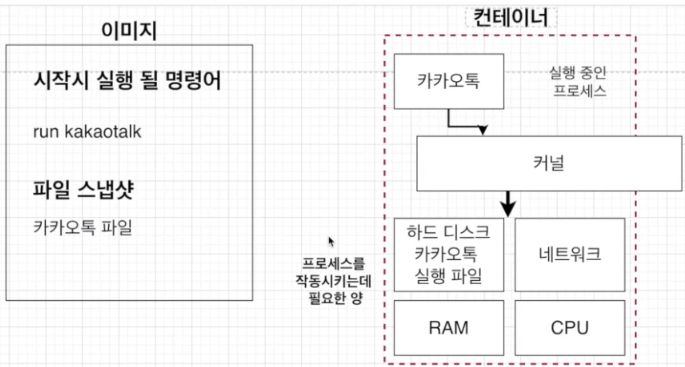 이미지
시작시 실행 될 명령어
run kakaotalk
파일 스냅샷
카카오톡 파일
컨테이너
카카오톡
실행 중인
프로세스
커널
프로세스를
작동시키는데
필요한 양
하드 디스크
카카오톡
실행 파일
네트워크
RAM
CPU